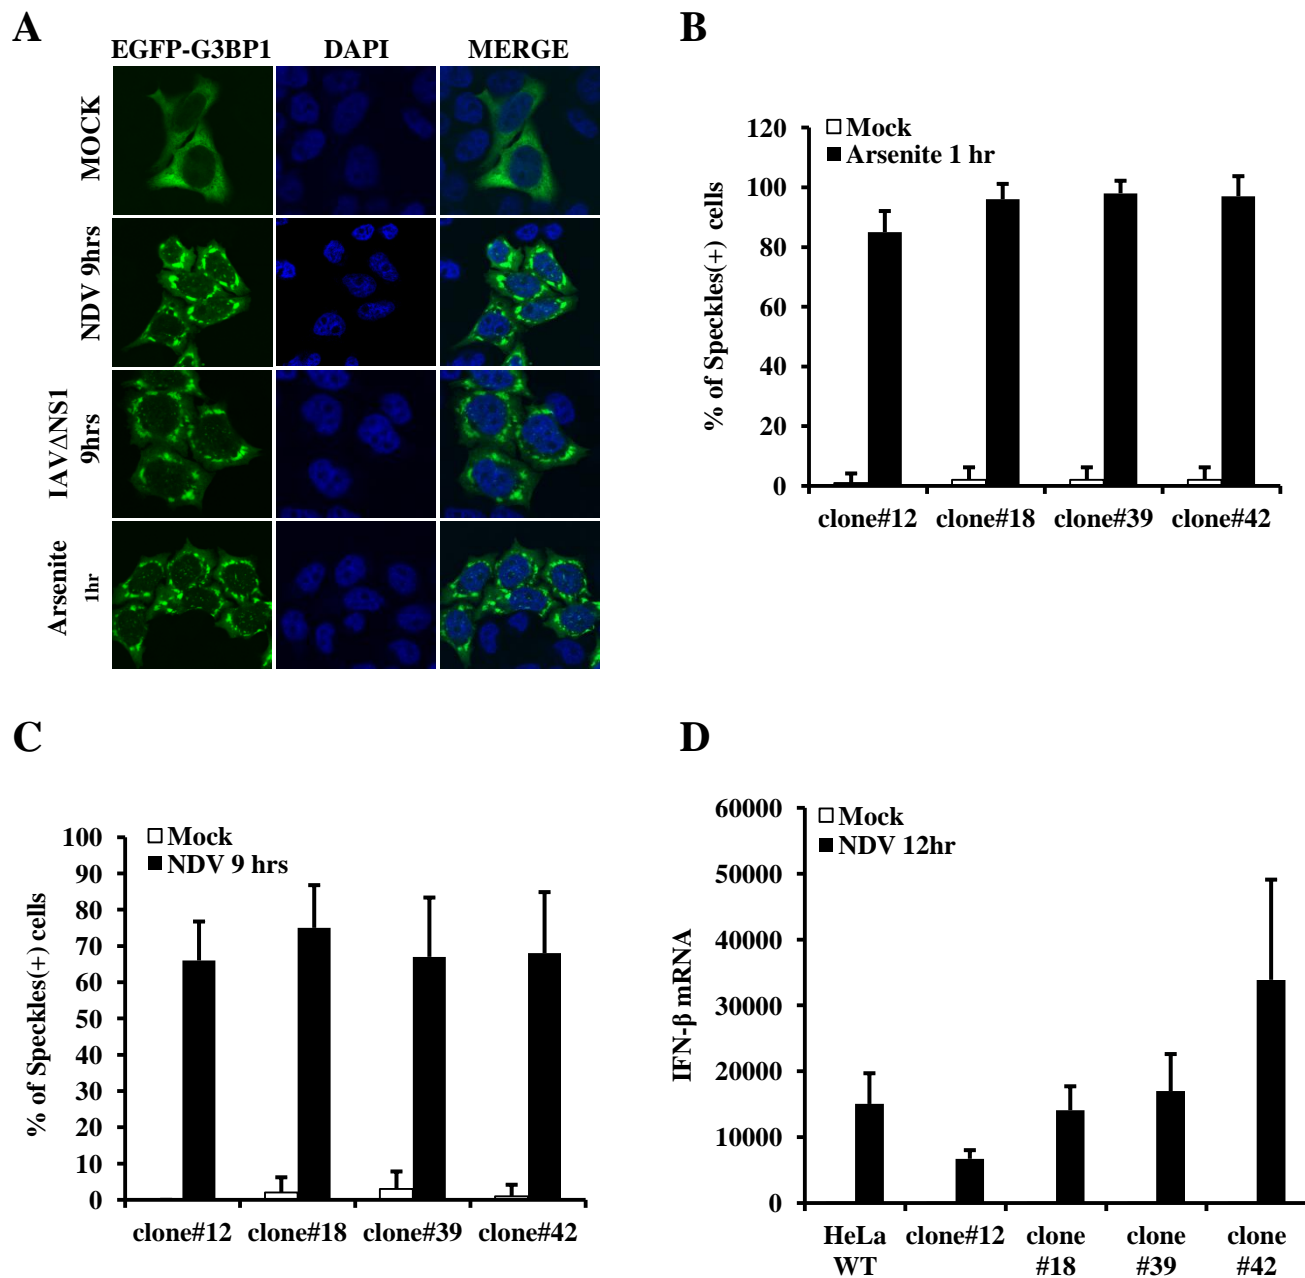 A
EGFP-G3BP1 DAPI MERGE
MOCK
NDV 9hrs
IAVΔNS1
9hrs
Arsenite
1hr
B
Mock
Arsenite 1 hr
% of Speckles(+) cells
120
100
80
60
40
20
0
clone#12 clone#18 clone#39 clone#42
C
Mock
NDV 9 hrs
% of Speckles(+) cells
100
90
80
70
60
50
40
30
20
10
0
clone#12 clone#18 clone#39 clone#42
D
Mock
NDV 12hr
IFN-β mRNA
60000
50000
40000
30000
20000
10000
0
HeLa WT
clone#12
clone #18
clone #39
clone #42